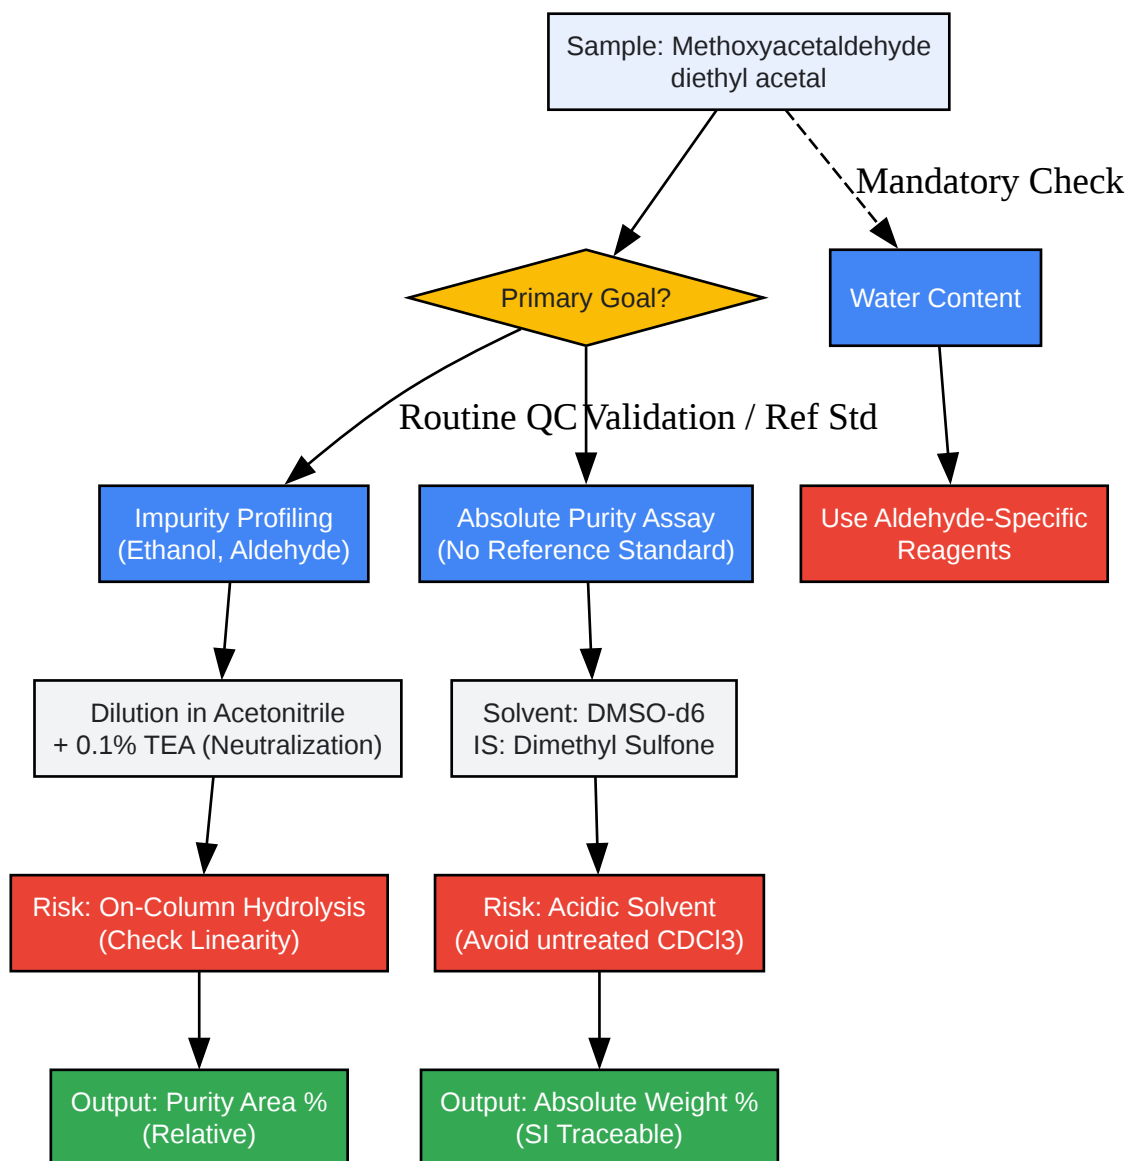 Sample: Methoxyacetaldehyde
diethyl acetal
Mandatory Check
Primary Goal?
Water Content
Routine QC
Validation / Ref Std
Impurity Profiling
(Ethanol, Aldehyde)
Absolute Purity Assay
(No Reference Standard)
Use Aldehyde-Specific
Reagents
Dilution in Acetonitrile
+ 0.1% TEA (Neutralization)
Solvent: DMSO-d6
IS: Dimethyl Sulfone
Risk: On-Column Hydrolysis
(Check Linearity)
Risk: Acidic Solvent
(Avoid untreated CDCl3)
Output: Purity Area %
(Relative)
Output: Absolute Weight %
(SI Traceable)